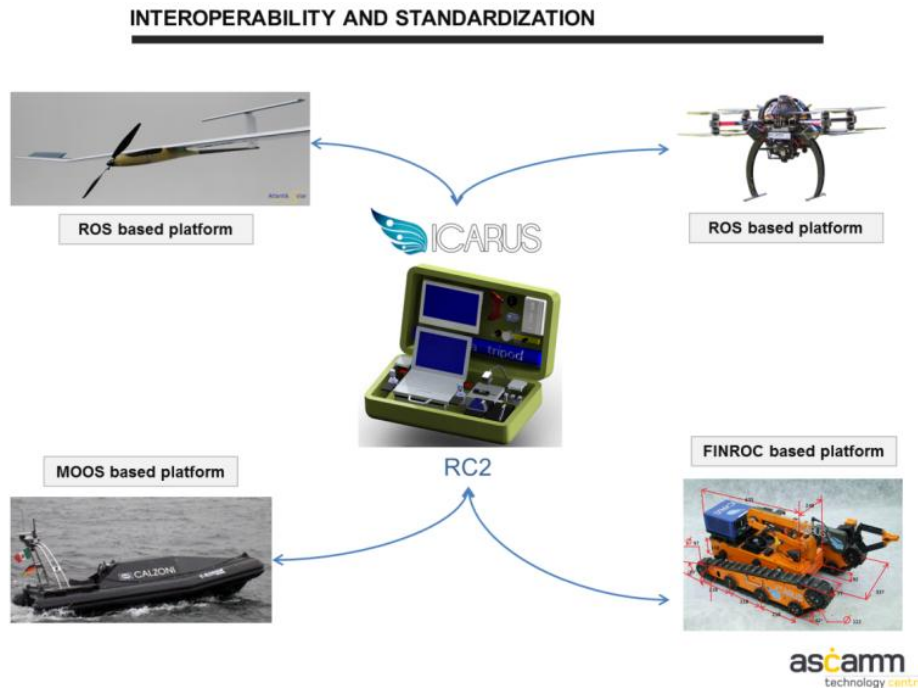 INTEROPERABILITY AND STANDARDIZATION
ROS based platform
ROS based platform
ICARUS
tripod
RC2
MOOS based platform
FINROC based platform
CALZONI
ascamm
technology centre